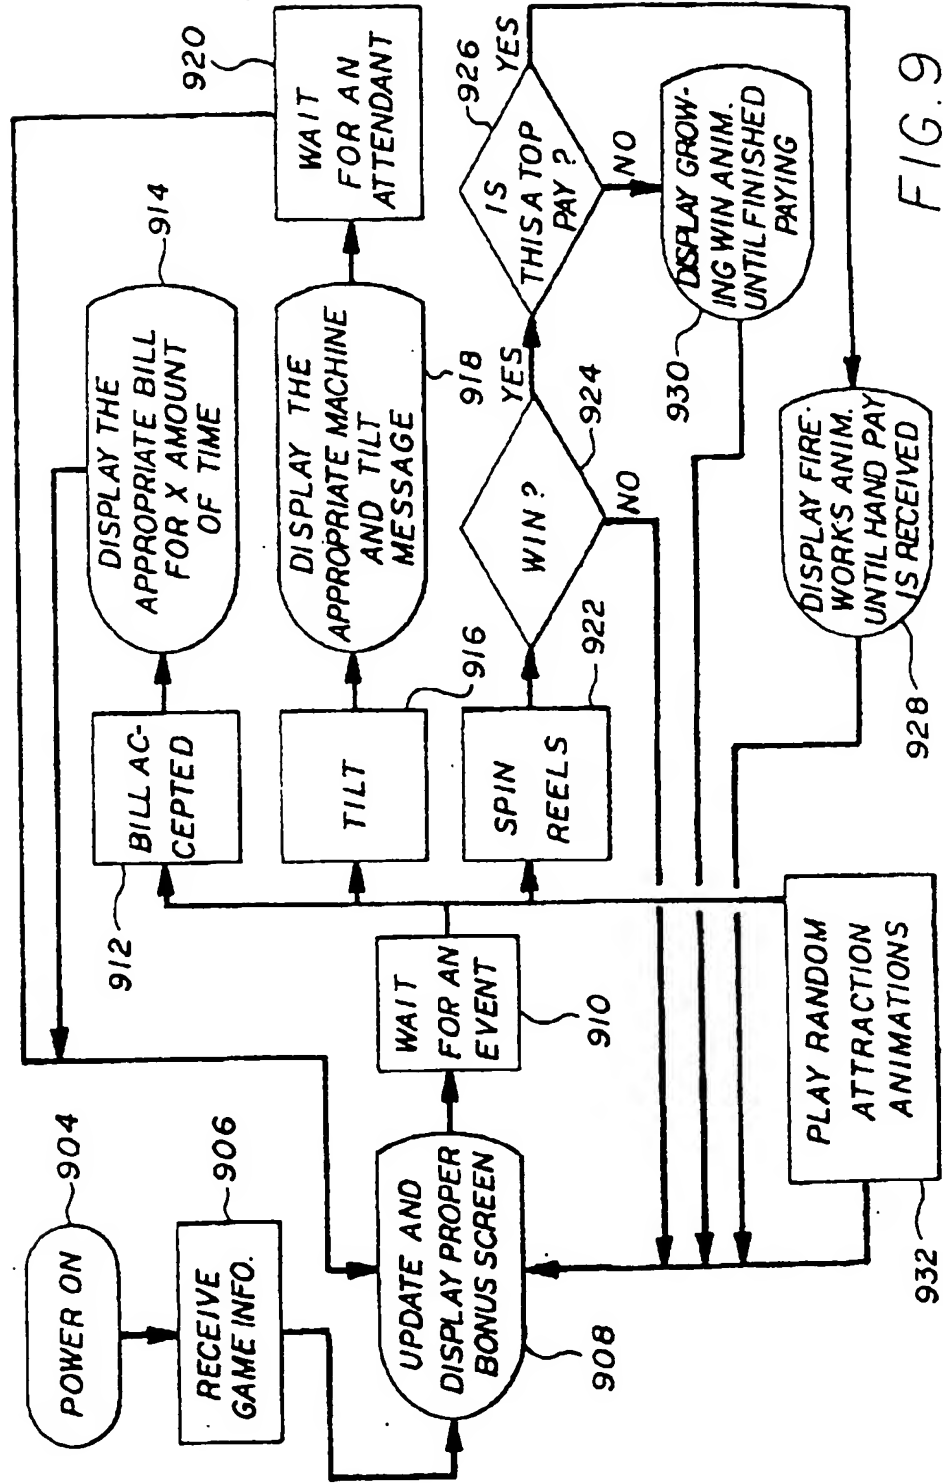 904
POWER ON
906
RECEIVE
GAME INFO.
908
UPDATE AND
DISPLAY PROPER
BONUS SCREEN
910
WAIT
FOR AN
EVENT
912
BILL AC-
CEPTED
914
DISPLAY THE
APPROPRIATE BILL
FOR X AMOUNT
OF TIME
916
TILT
918
DISPLAY THE
APPROPRIATE MACHINE
AND TILT
MESSAGE
920
WAIT
FOR AN
ATTENDANT
922
SPIN
REELS
924
WIN ?
YES
NO
926
IS
THIS A TOP
PAY ?
YES
NO
930
DISPLAY GROW-
ING WIN ANIM.
UNTIL FINISHED
PAYING
928
DISPLAY FIRE-
WORKS ANIM.
UNTIL HAND PAY
IS RECEIVED
932
PLAY RANDOM
ATTRACTION
ANIMATIONS
FIG. 9